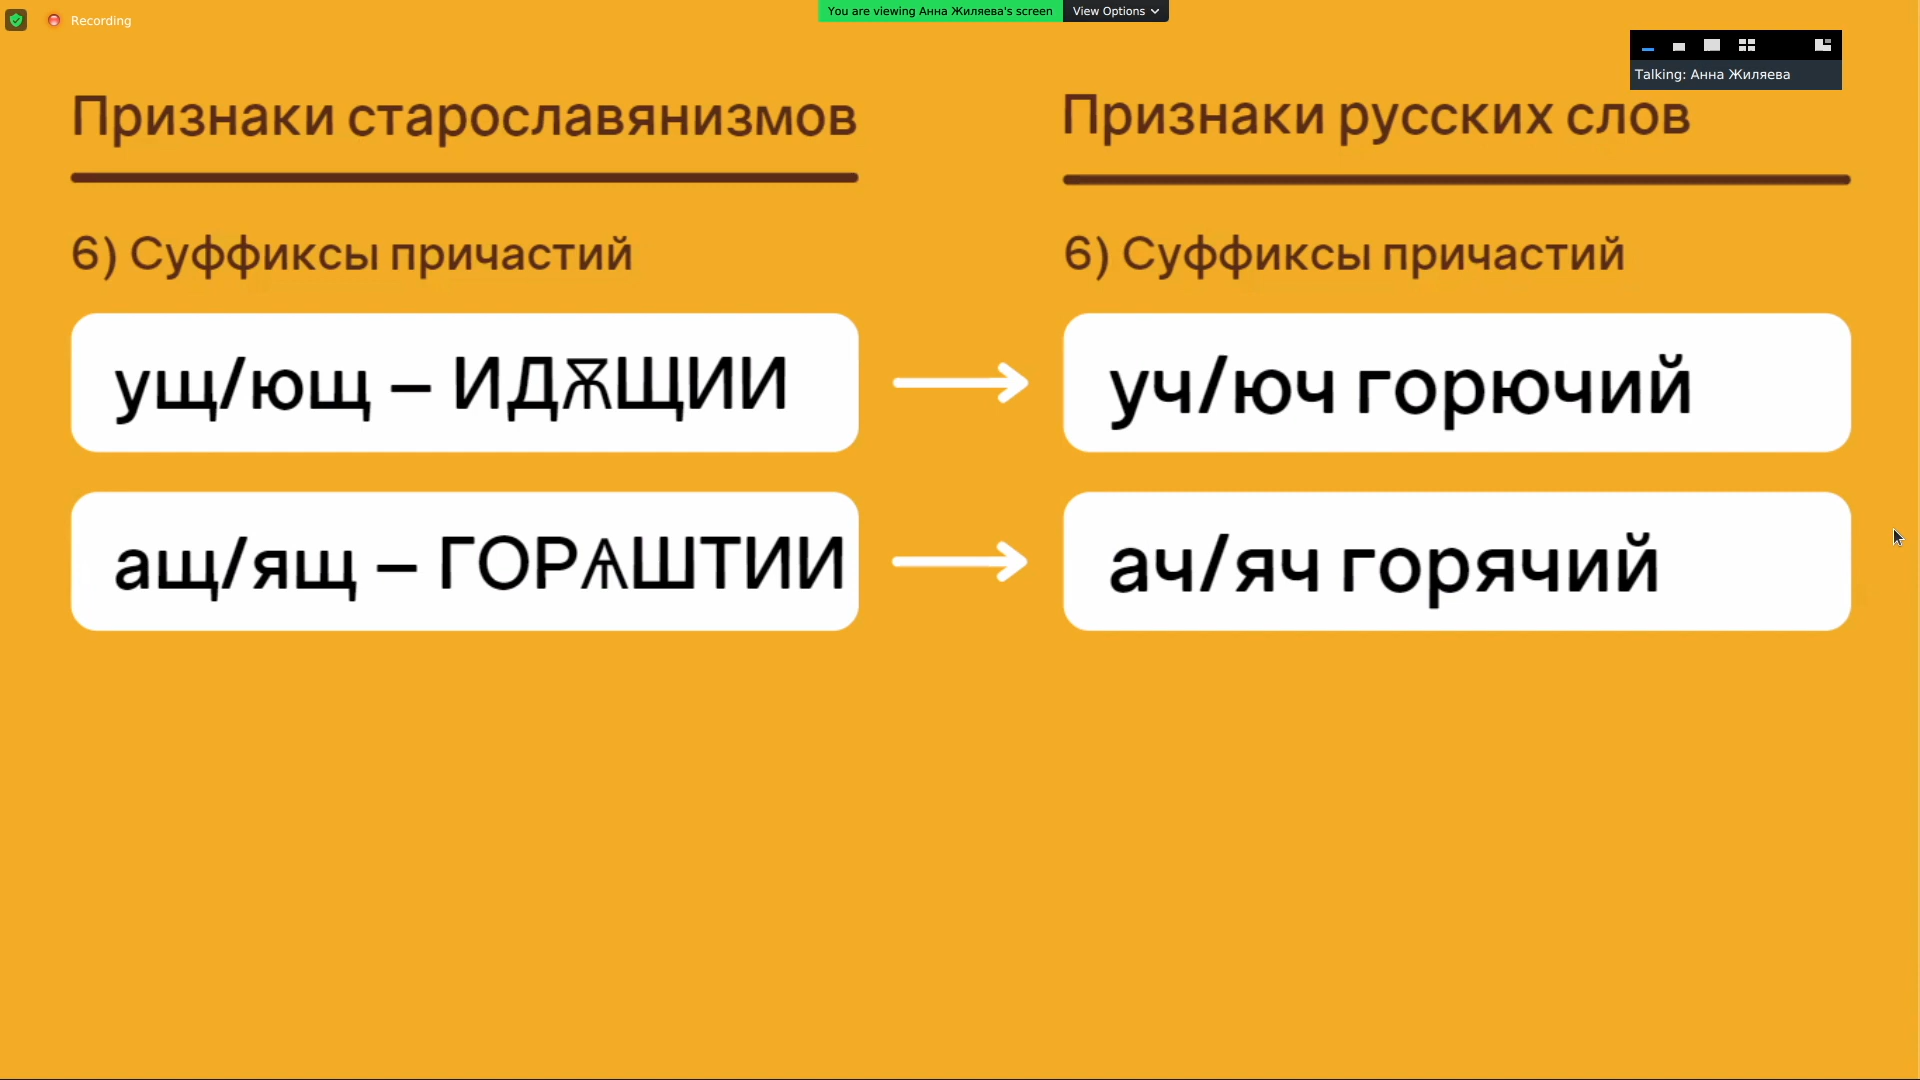 Recording
You are viewing Анна Жиляева's screen
View Options
Talking: Анна Жиляева
Признаки старославянизмов
6) Суффиксы причастий
ущ/ющ – ИДѪЩИИ
ащ/ящ – ГОРѦШТИИ
Признаки русских слов
6) Суффиксы причастий
уч/юч горючий
ач/яч горячий